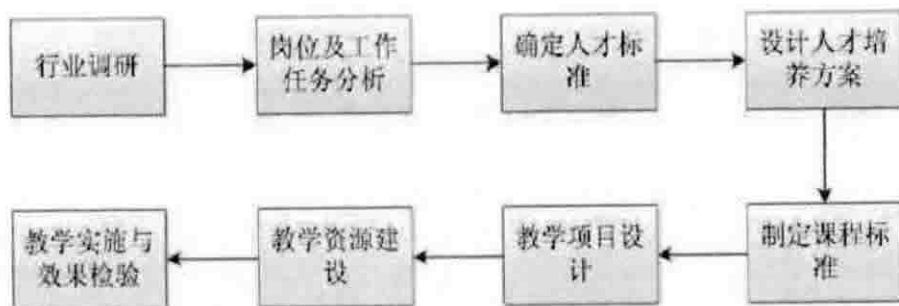 行业调研
岗位及工作
任务分析
确定人才标
准
设计人才培
养方案
制定课程标
准
教学项目设
计
教学资源建
设
教学实施与
效果检验